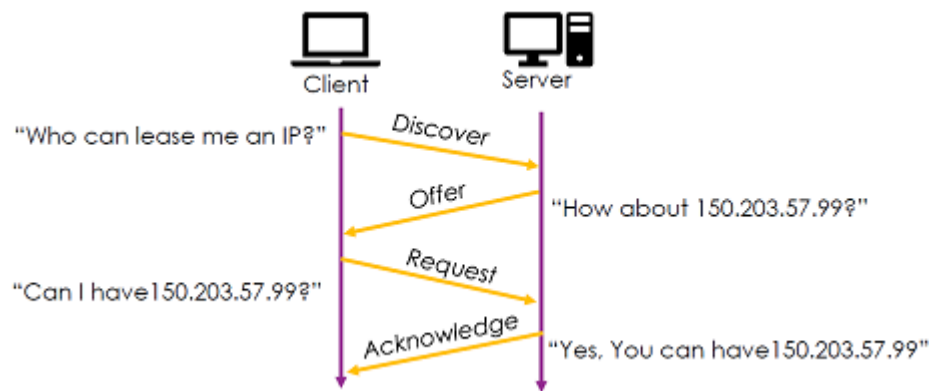 Client
Server
“Who can lease me an IP?”
Discover
Offer
“How about 150.203.57.99?”
Request
“Can I have150.203.57.99?”
Acknowledge
“Yes, You can have150.203.57.99”